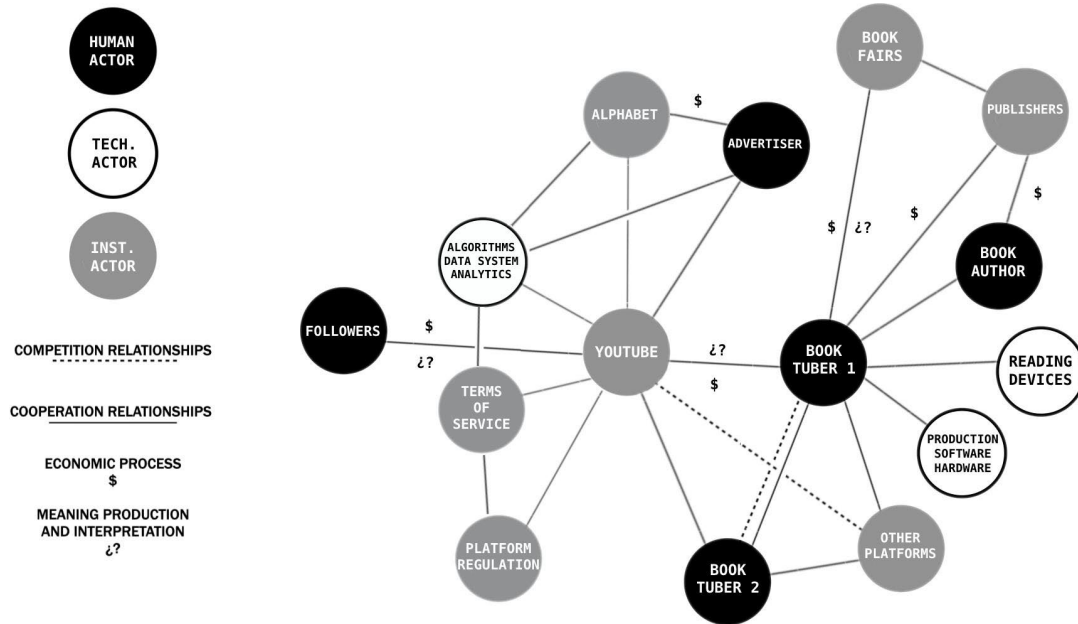 HUMAN
ACTOR
TECH.
ACTOR
INST.
ACTOR
COMPETITION RELATIONSHIPS
COOPERATION RELATIONSHIPS
ECONOMIC PROCESS
$
MEANING PRODUCTION
AND INTERPRETATION
¿?
BOOK
FAIRS
ALPHABET
$
ADVERTISER
PUBLISHERS
$
$
$
¿?
BOOK
AUTHOR
ALGORITHMS
DATA SYSTEM
ANALYTICS
FOLLOWERS
$
¿?
YOUTUBE
¿?
$
BOOK
TUBER 1
READING
DEVICES
TERMS
OF
SERVICE
PRODUCTION
SOFTWARE
HARDWARE
PLATFORM
REGULATION
BOOK
TUBER 2
OTHER
PLATFORMS